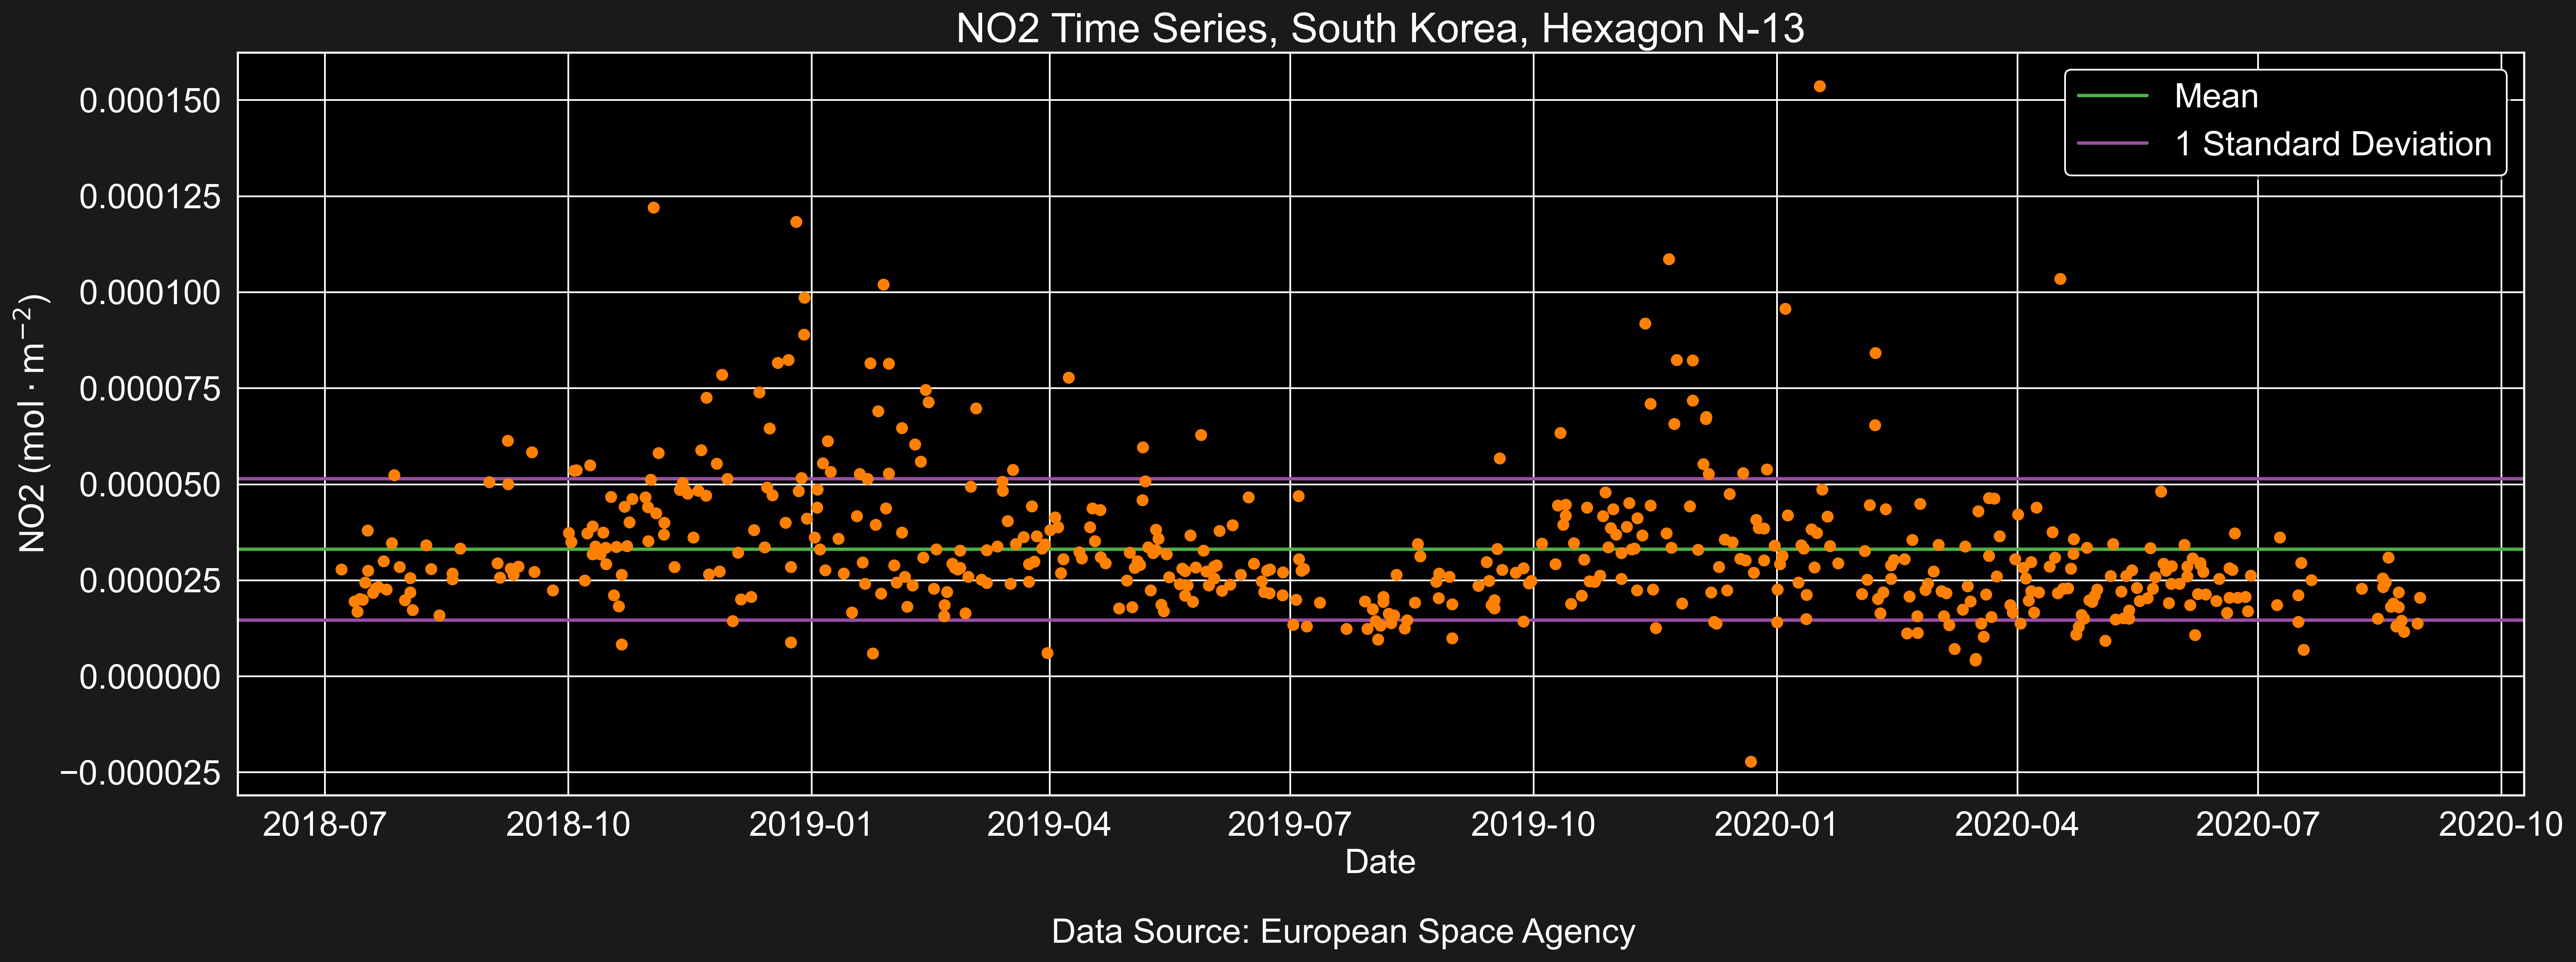 NO2 Time Series, South Korea, Hexagon N-13
Mean
1 Standard Deviation
NO2 (mol · m⁻²)
0.000150
0.000125
0.000100
0.000075
0.000050
0.000025
0.000000
−0.000025
2018-07 2018-10 2019-01 2019-04 2019-07 2019-10 2020-01 2020-04 2020-07 2020-10
Date
Data Source: European Space Agency